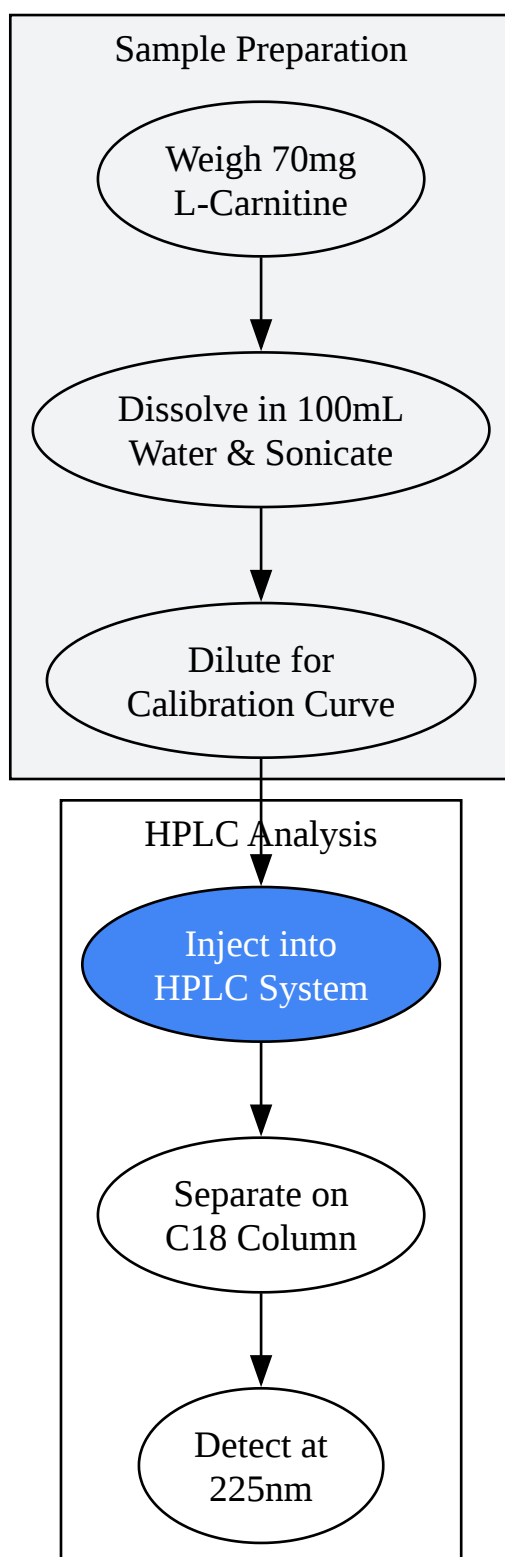 Sample Preparation
Weigh 70mg
L-Carnitine
Dissolve in 100mL
Water & Sonicate
Dilute for
Calibration Curve
HPLC Analysis
Inject into
HPLC System
Separate on
C18 Column
Detect at
225nm